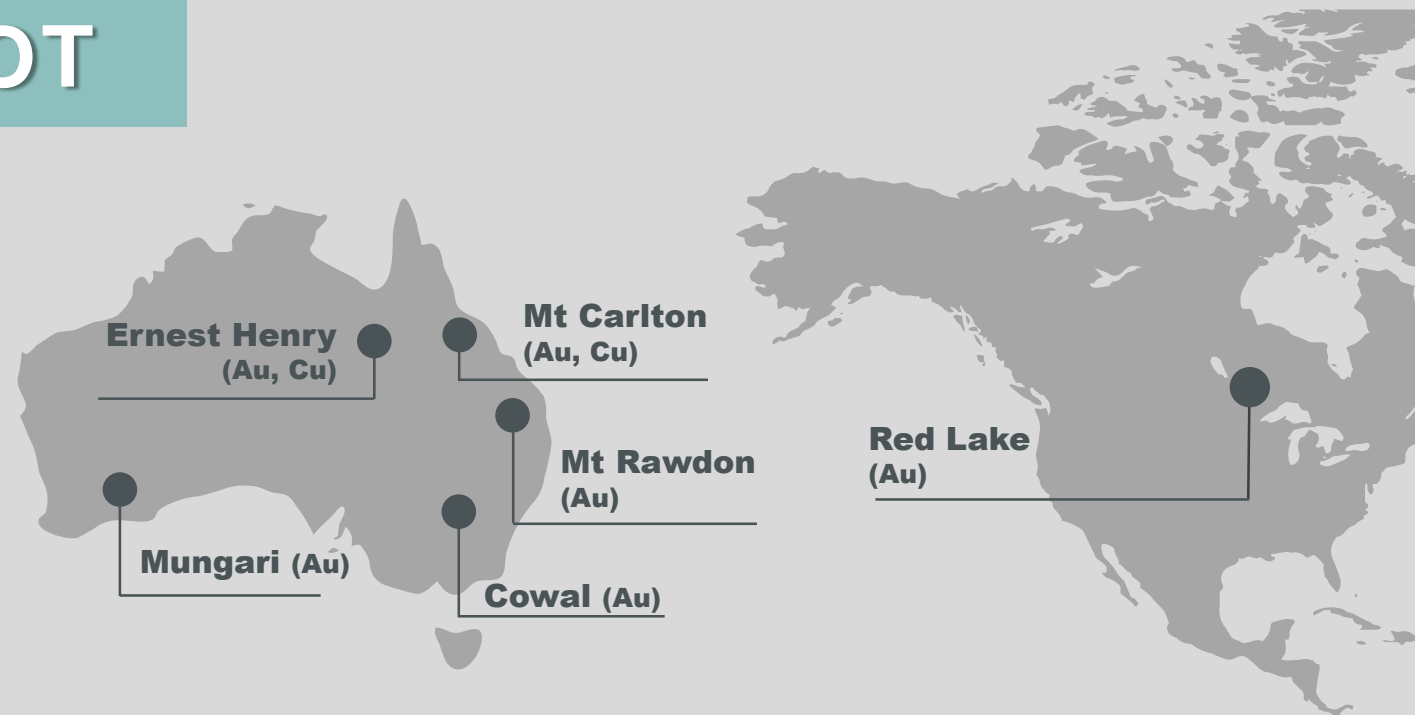 OT
Ernest Henry
(Au, Cu)
Mt Carlton
(Au, Cu)
Mt Rawdon
(Au)
Red Lake
(Au)
Mungari (Au)
Cowal (Au)